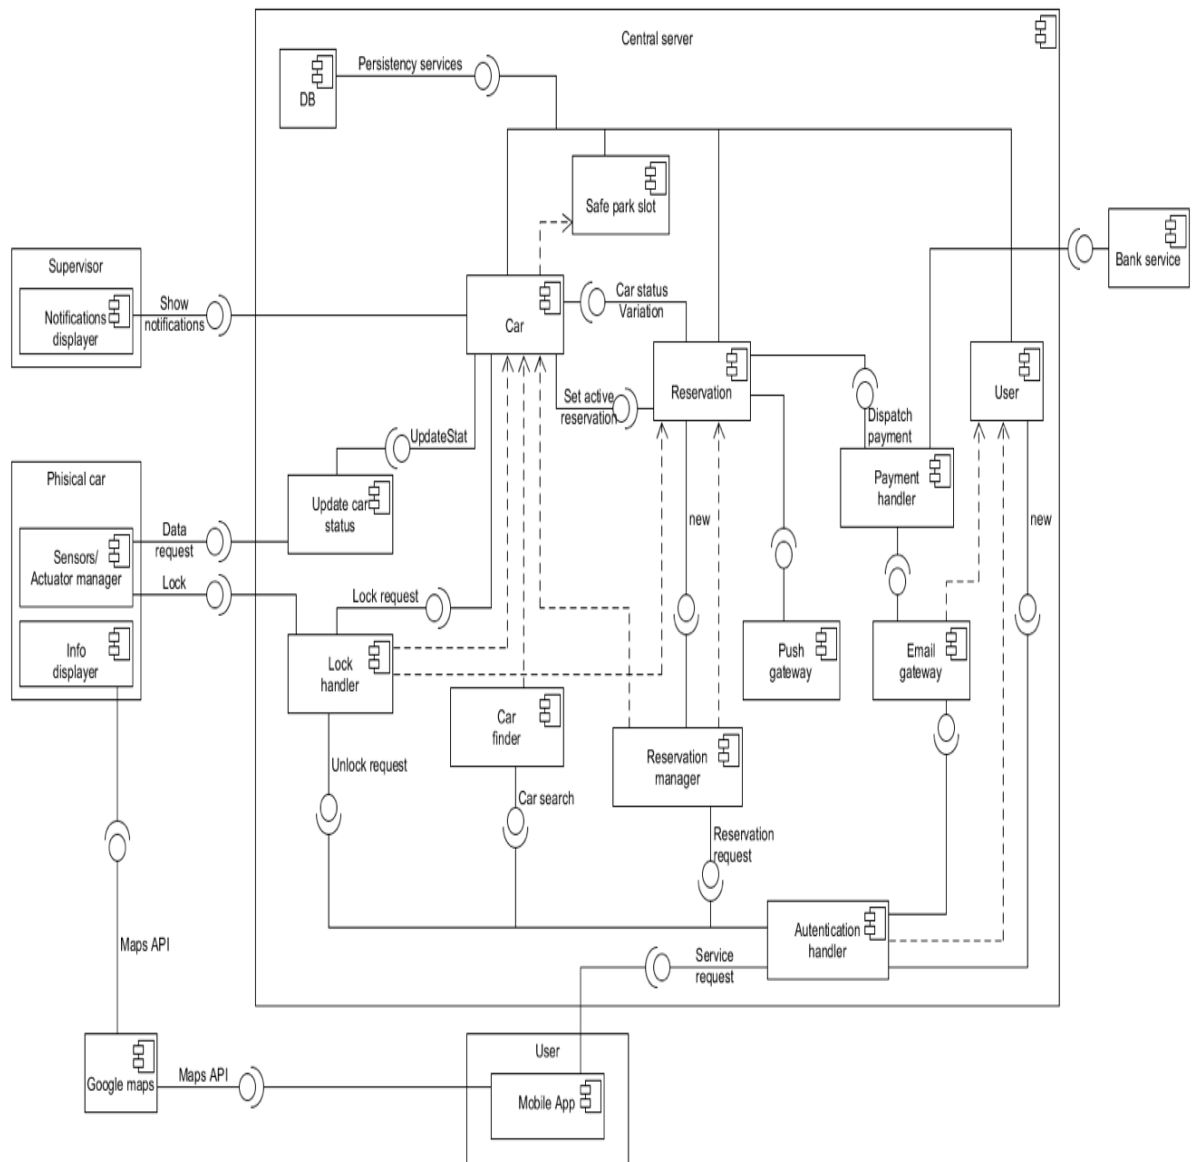 Central server
Persistency services
DB
Safe park slot
Bank service
Supervisor
Notifications
displayer
Show
notifications
Car
Car status
Variation
Reservation
User
Set active
reservation
Dispatch
payment
UpdateStat
Phisical car
Update car
status
Payment
handler
new
new
Data
request
Sensors/
Actuator manager
Lock
Lock request
Info
displayer
Lock
handler
Push
gateway
Email
gateway
Car
finder
Reservation
manager
Unlock request
Car search
Reservation
request
Autentication
handler
Maps API
Service
request
Google maps
Maps API
User
Mobile App